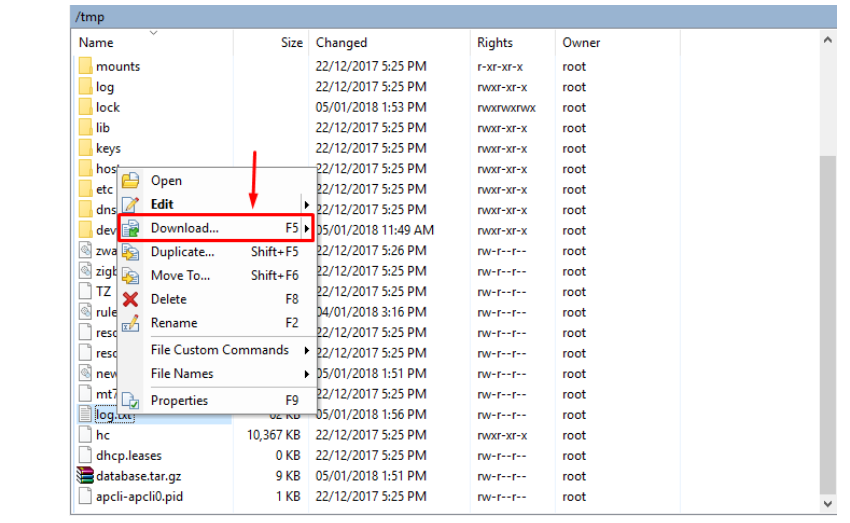 /tmp
Name Size Changed Rights Owner
mounts 22/12/2017 5:25 PM r-xr-xr-x root
log 22/12/2017 5:25 PM rwxr-xr-x root
lock 05/01/2018 1:53 PM rwxrwxrwx root
lib 22/12/2017 5:25 PM rwxr-xr-x root
keys 22/12/2017 5:25 PM rwxr-xr-x root
22/12/2017 5:25 PM rwxr-xr-x root
Open
etc 22/12/2017 5:25 PM rwxr-xr-x root
Edit
dns 22/12/2017 5:25 PM rwxr-xr-x root
Download... F5
dev 05/01/2018 11:49 AM rwxr-xr-x root
zwa 22/12/2017 5:26 PM rw-r--r-- root
Duplicate... Shift+F5
zigb 22/12/2017 5:25 PM rw-r--r-- root
Move To... Shift+F6
TZ 22/12/2017 5:25 PM rw-r--r-- root
Delete F8
rule 04/01/2018 3:16 PM rw-r--r-- root
Rename F2
reso 22/12/2017 5:25 PM rw-r--r-- root
File Custom Commands
reso 22/12/2017 5:25 PM rw-r--r-- root
File Names
new 05/01/2018 1:51 PM rw-r--r-- root
mt7 22/12/2017 5:25 PM rw-r--r-- root
Properties F9
log.txt 62 KB 05/01/2018 1:56 PM rw-r--r-- root
hc 10,367 KB 22/12/2017 5:25 PM rwxr-xr-x root
dhcp.leases 0 KB 22/12/2017 5:25 PM rw-r--r-- root
database.tar.gz 9 KB 05/01/2018 1:51 PM rw-r--r-- root
apcli-apcli0.pid 1 KB 22/12/2017 5:25 PM rw-r--r-- root